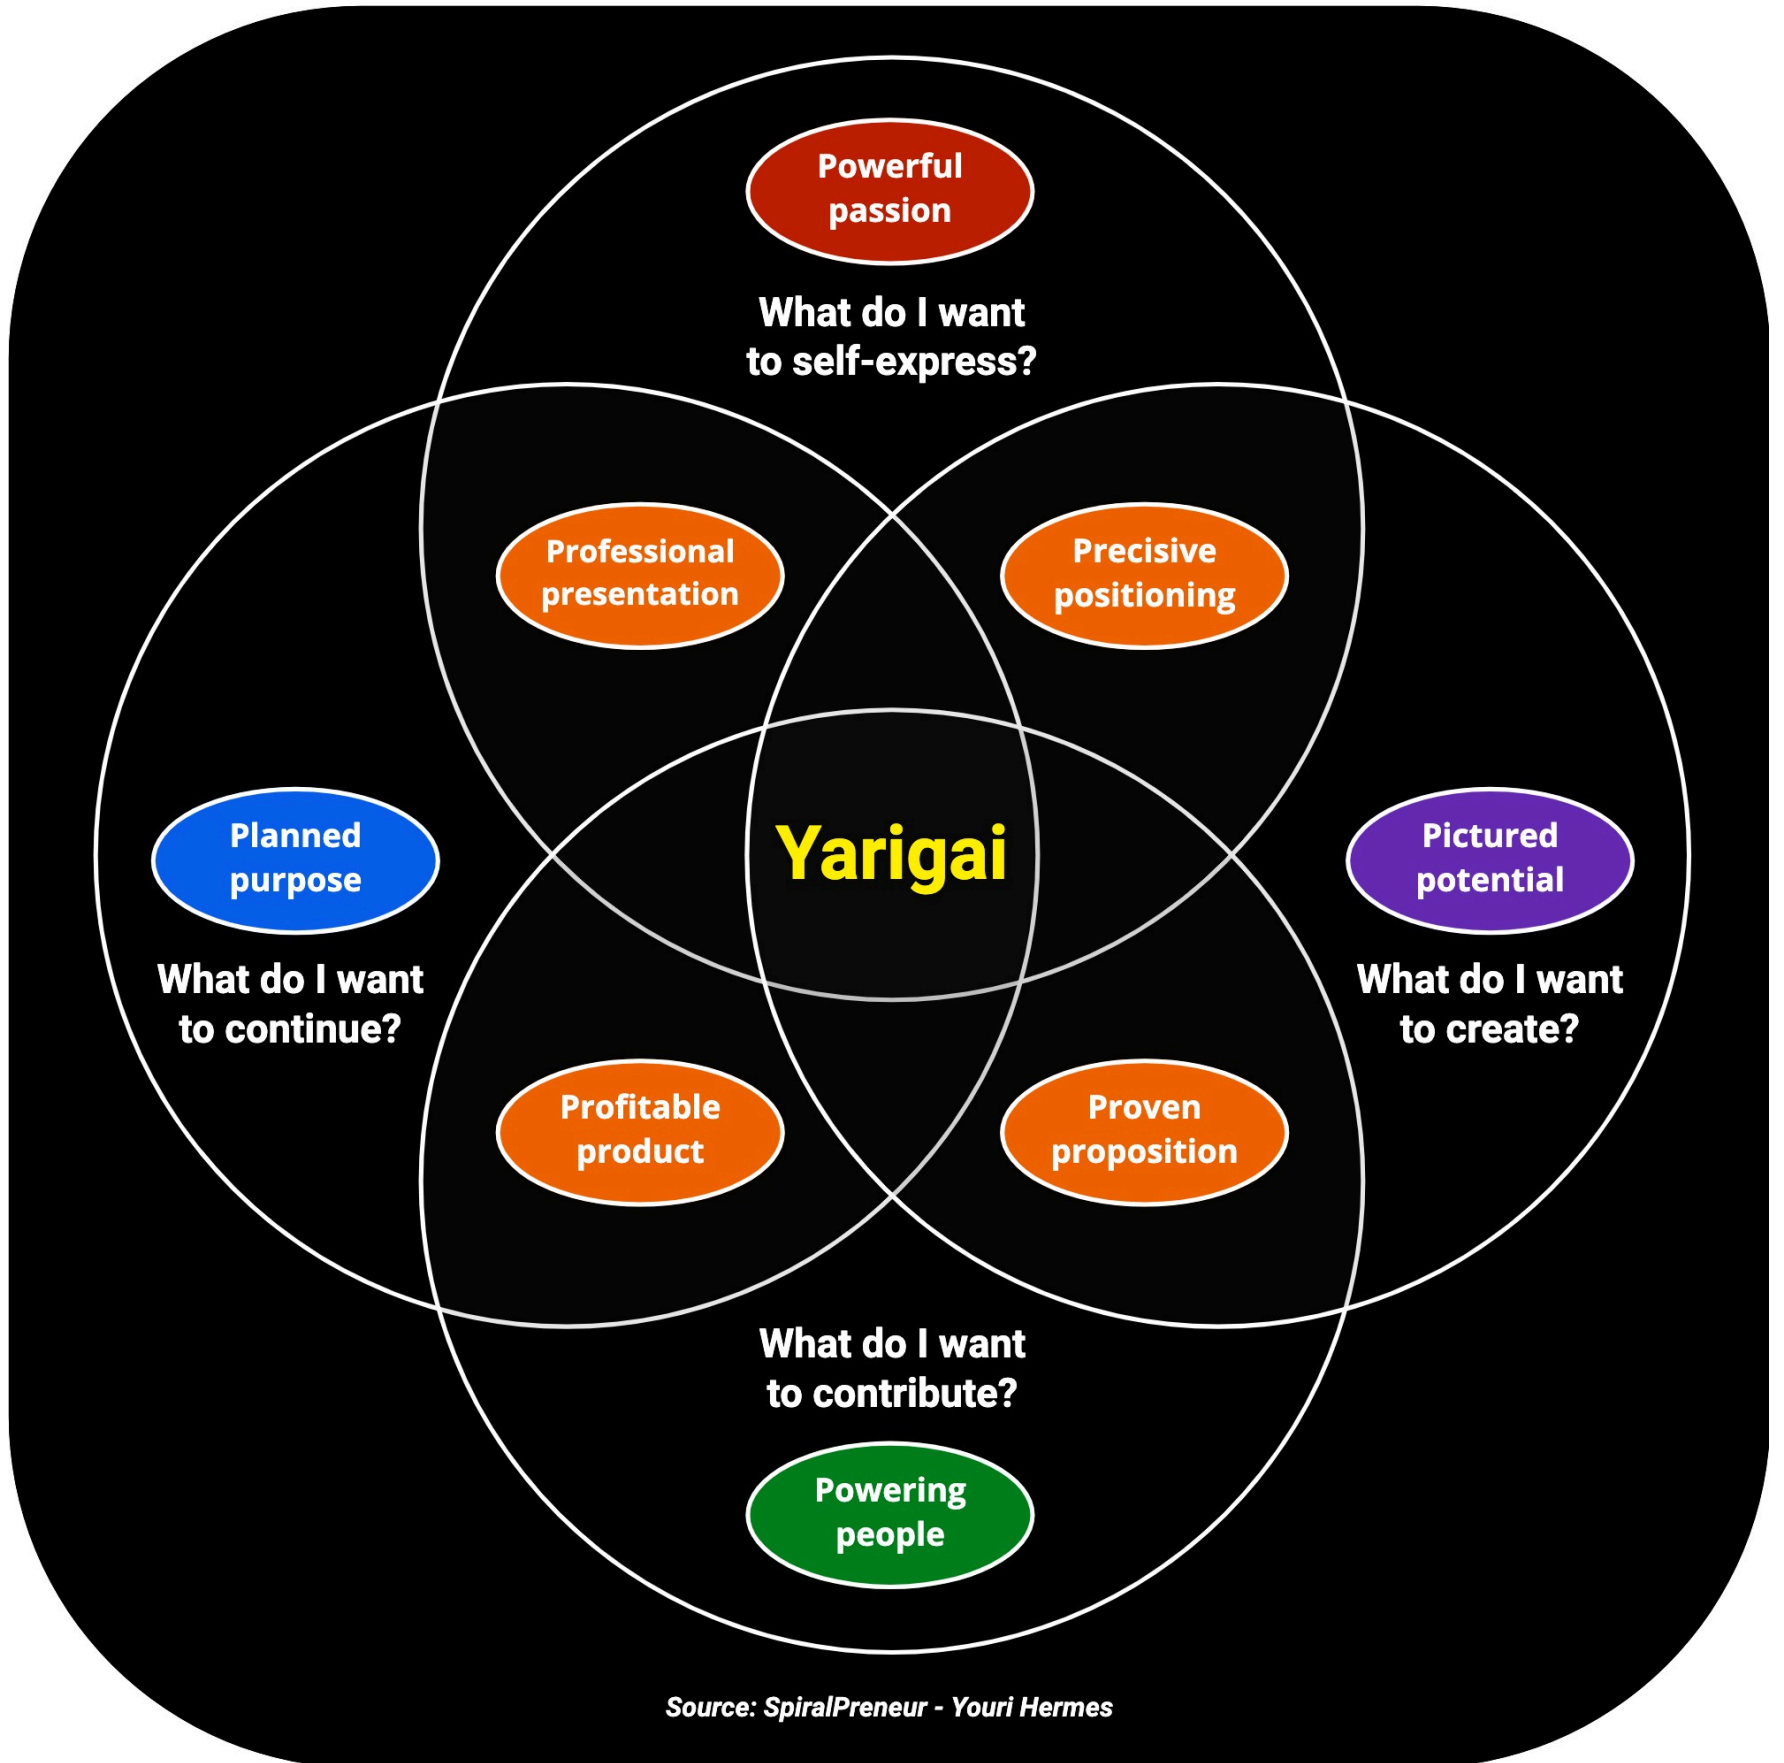 Powerful
passion
What do I want
to self-express?
Professional
presentation
Precisive
positioning
Yarigai
Planned
purpose
What do I want
to continue?
Pictured
potential
What do I want
to create?
Profitable
product
Proven
proposition
What do I want
to contribute?
Powering
people
Source: SpiralPreneur - Youri Hermes